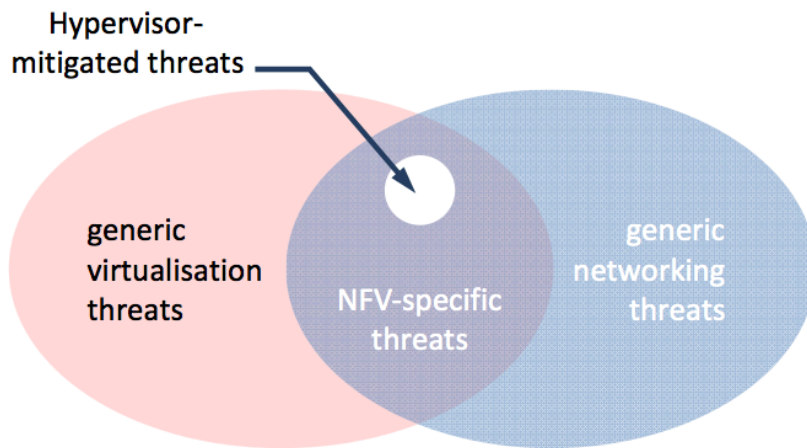 Hypervisor-
mitigated threats
generic
virtualisation
threats
NFV-specific
threats
generic
networking
threats